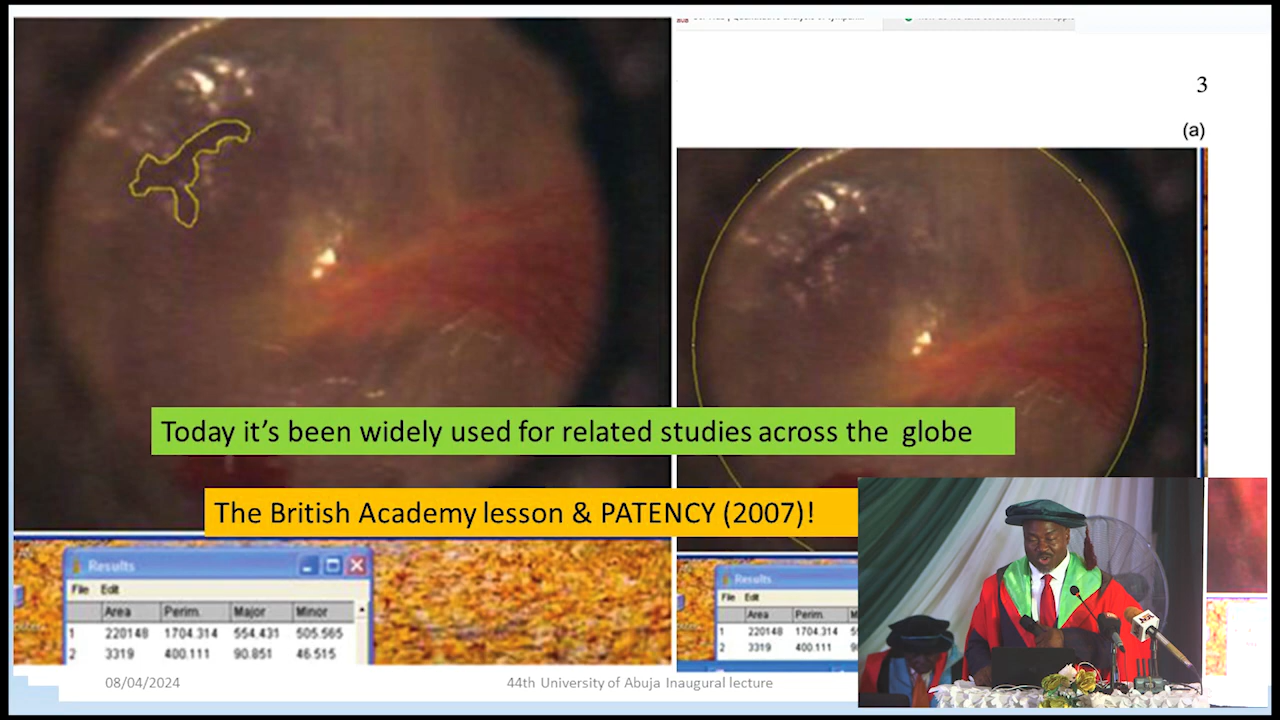 3
(a)
Today it’s been widely used for related studies across the globe
The British Academy lesson & PATENCY (2007)!
Results
File Edit
Area Perim. Major Minor
1 220148 1704.314 554.431 505.565
2 3319 400.111 90.851 46.515
Results
File Edit
Area Perim. M
1 220148 1704.314
2 3319 400.111
08/04/2024
44th University of Abuja Inaugural lecture